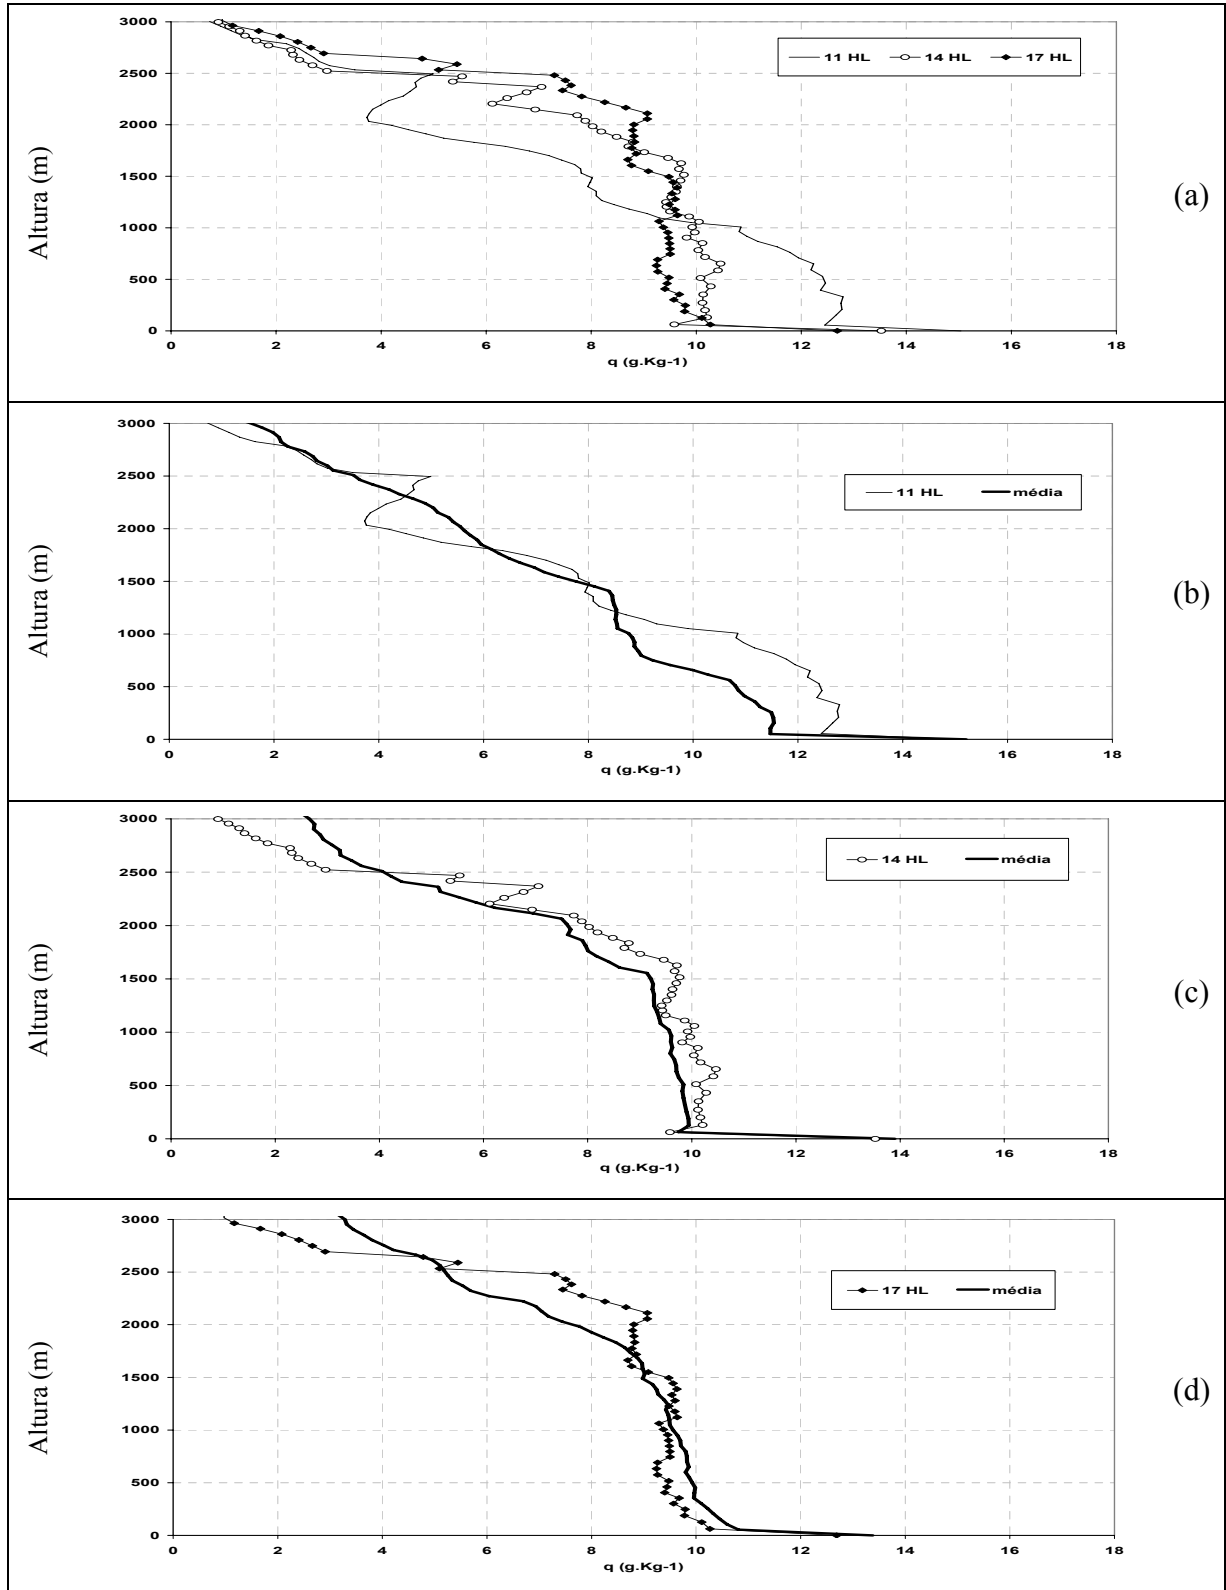 3000
2500
2000
1500
1000
500
0
Altura (m)
11 HL 14 HL 17 HL
(a)
0 2 4 6 8 10 12 14 16 18
q (g.Kg-1)
3000
2500
2000
1500
1000
500
0
Altura (m)
11 HL média
(b)
0 2 4 6 8 10 12 14 16 18
q (g.Kg-1)
3000
2500
2000
1500
1000
500
0
Altura (m)
14 HL média
(c)
0 2 4 6 8 10 12 14 16 18
q (g.Kg-1)
3000
2500
2000
1500
1000
500
0
Altura (m)
17 HL média
(d)
0 2 4 6 8 10 12 14 16 18
q (g.Kg-1)